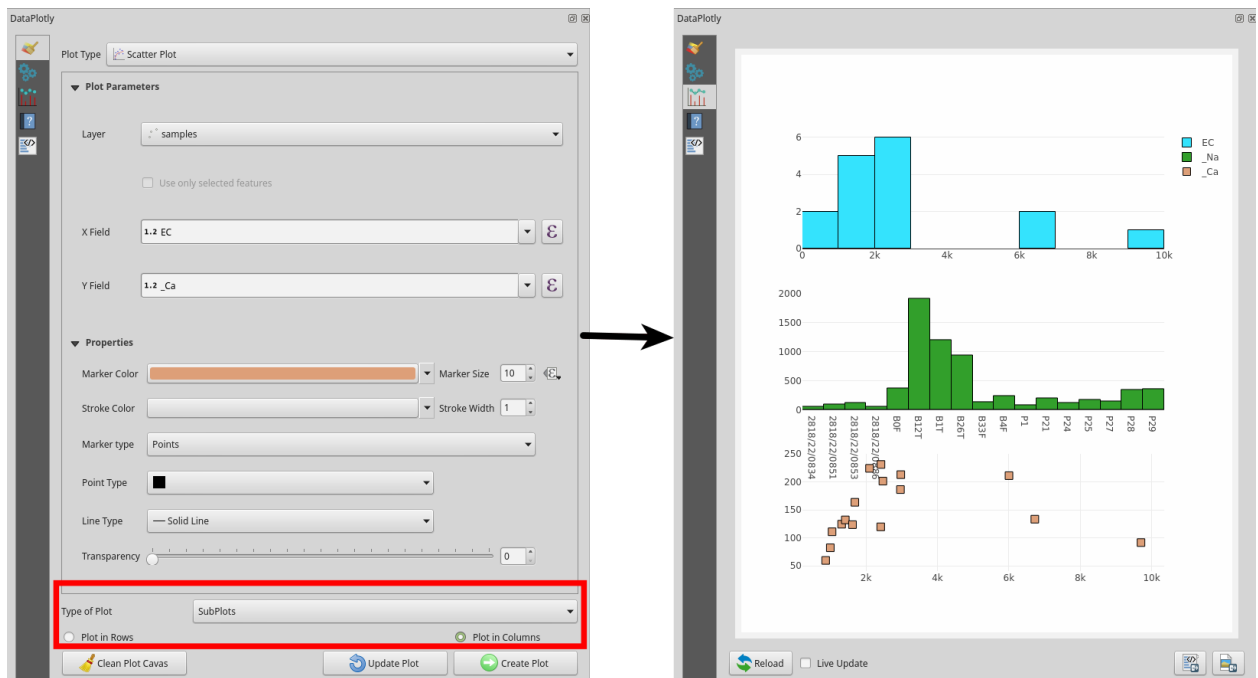 DataPlotly
Plot Type Scatter Plot
Plot Parameters
Layer samples
Use only selected features
X Field 1.2 EC ε
Y Field 1.2 _Ca ε
Properties
Marker Color Marker Size 10 ε
Stroke Color Stroke Width 1
Marker type Points
Point Type
Line Type Solid Line
Transparency 0
Type of Plot SubPlots
Plot in Rows Plot in Columns
Clean Plot Cavas Update Plot Create Plot
DataPlotly
6
4
2
0
0 2k 4k 6k 8k 10k
EC
_Na
_Ca
2000
1500
1000
500
0
2818/22/0834 2818/22/0851 2818/22/0853 2818/22/0886 B0F B12T B1T B26T B33F B4F P1 P21 P24 P25 P27 P28 P29
250
200
150
100
50
2k 4k 6k 8k 10k
Reload Live Update